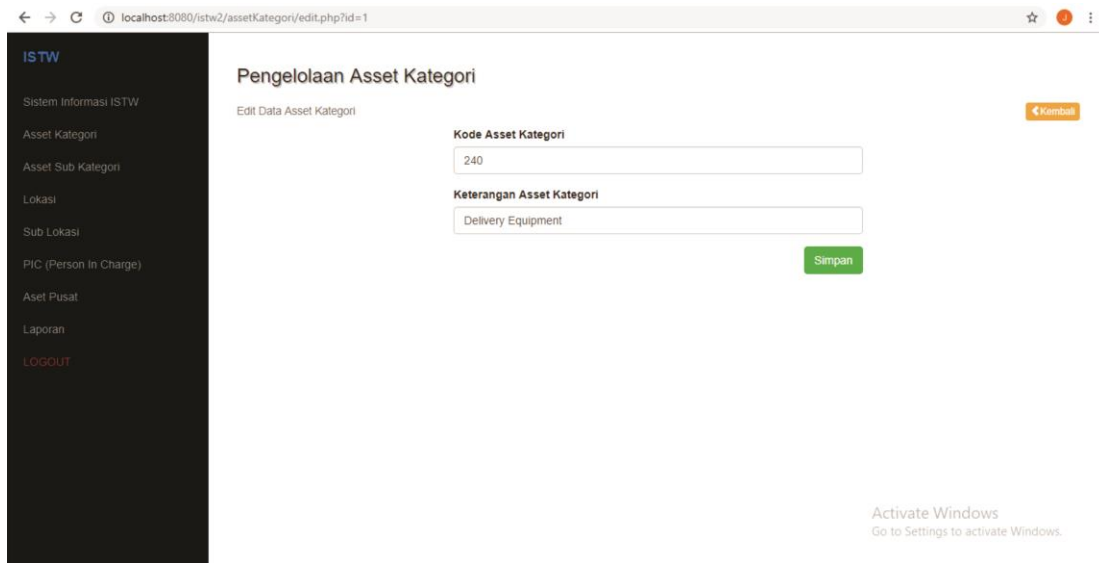 localhost:8080/istw2/assetKategori/edit.php?id=1
J
ISTW
Sistem Informasi ISTW
Asset Kategori
Asset Sub Kategori
Lokasi
Sub Lokasi
PIC (Person In Charge)
Aset Pusat
Laporan
LOGOUT
Pengelolaan Asset Kategori
Edit Data Asset Kategori
Kembali
Kode Asset Kategori
240
Keterangan Asset Kategori
Delivery Equipment
Simpan
Activate Windows
Go to Settings to activate Windows.